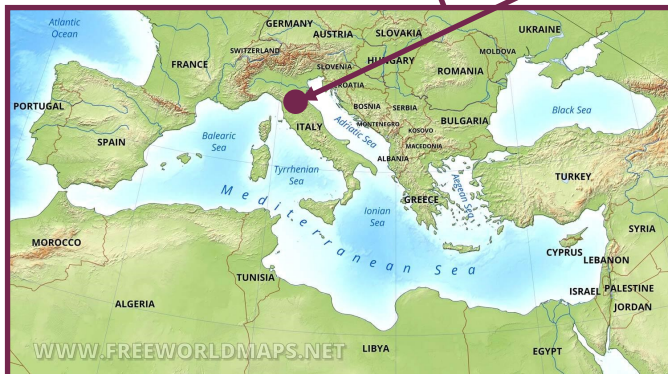 Atlantic
Ocean
GERMANY
AUSTRIA
SLOVAKIA
UKRAINE
SWITZERLAND
MOLDOVA
FRANCE
SLOVENIA
HUNGARY
ROMANIA
CROATIA
PORTUGAL
BOSNIA
SERBIA
Black Sea
SPAIN
Balearic
Sea
ITALY
Adriatic Sea
MONTENEGRO
KOSOVO
BULGARIA
MACEDONIA
ALBANIA
Tyrrhenian
Sea
TURKEY
Aegean Sea
GREECE
Ionian
Sea
Mediterranean Sea
MOROCCO
SYRIA
CYPRUS
LEBANON
TUNISIA
ISRAEL
PALESTINE
JORDAN
ALGERIA
LIBYA
EGYPT
WWW.FREEWORLDMAPS.NET